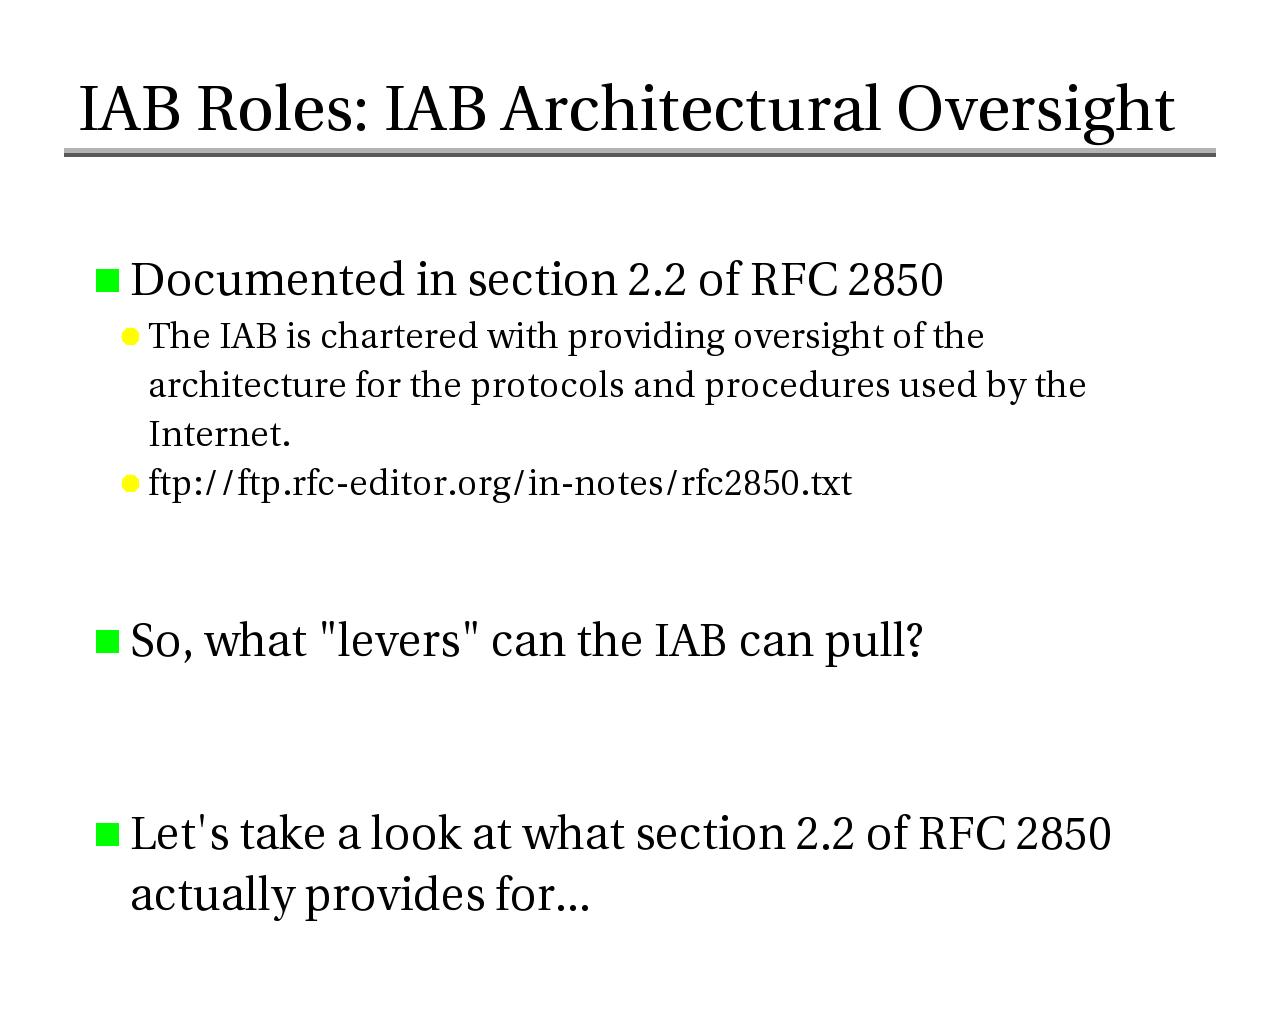 IAB Roles: IAB Architectural Oversight
Documented in section 2.2 of RFC 2850
The IAB is chartered with providing oversight of the
architecture for the protocols and procedures used by the
Internet.
ftp://ftp.rfc-editor.org/in-notes/rfc2850.txt
So, what "levers" can the IAB can pull?
Let's take a look at what section 2.2 of RFC 2850
actually provides for...